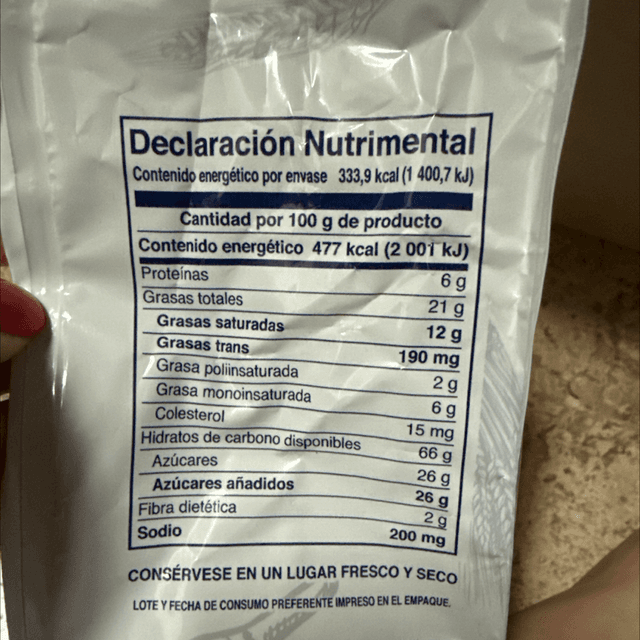 Declaración Nutrimental
Contenido energético por envase 333,9 kcal (1 400,7 kJ)
Cantidad por 100 g de producto
Contenido energético 477 kcal (2 001 kJ)
Proteínas 6 g
Grasas totales 21 g
Grasas saturadas 12 g
Grasas trans 190 mg
Grasa poliinsaturada 2 g
Grasa monoinsaturada 6 g
Colesterol 15 mg
Hidratos de carbono disponibles 66 g
Azúcares 26 g
Azúcares añadidos 26 g
Fibra dietética 2 g
Sodio 200 mg
CONSÉRVESE EN UN LUGAR FRESCO Y SECO
LOTE Y FECHA DE CONSUMO PREFERENTE IMPRESO EN EL EMPAQUE.